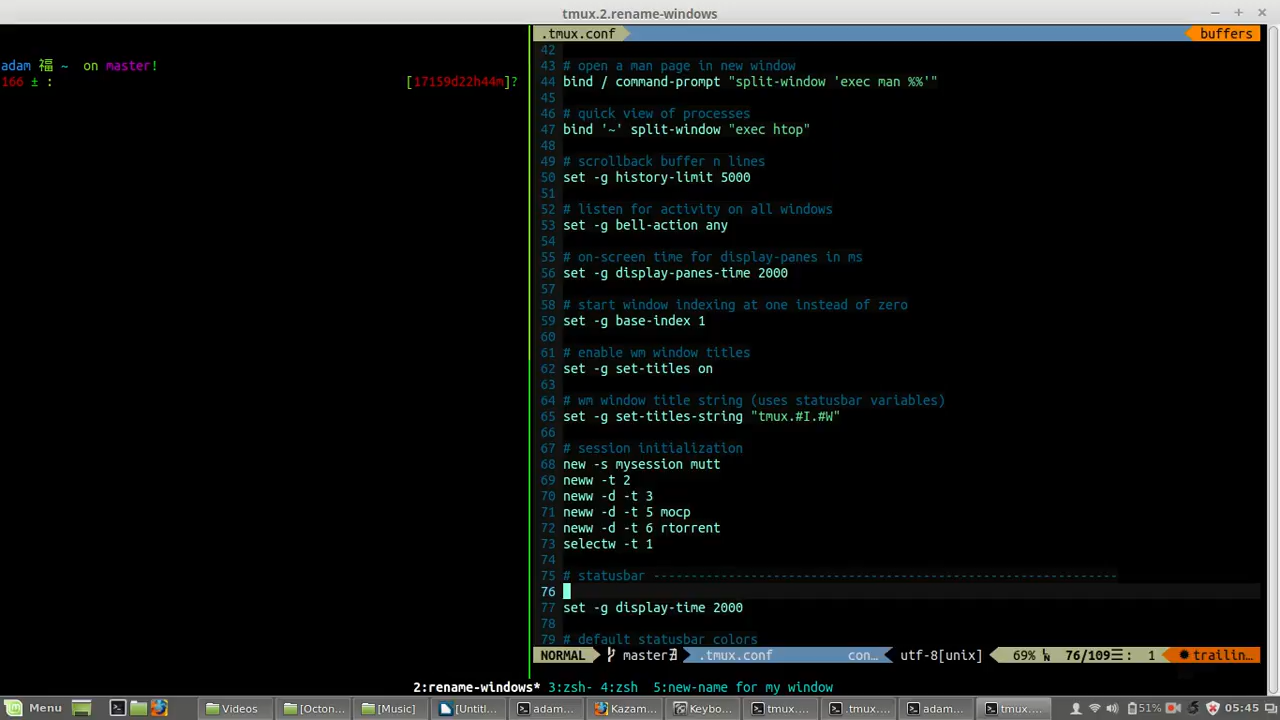 tmux.2.rename-windows
adam 福 ~ on master!
166 ± : [17159d22h44m]?
.tmux.conf buffers
42
43 # open a man page in new window
44 bind / command-prompt "split-window 'exec man %%'"
45
46 # quick view of processes
47 bind '~' split-window "exec htop"
48
49 # scrollback buffer n lines
50 set -g history-limit 5000
51
52 # listen for activity on all windows
53 set -g bell-action any
54
55 # on-screen time for display-panes in ms
56 set -g display-panes-time 2000
57
58 # start window indexing at one instead of zero
59 set -g base-index 1
60
61 # enable wm window titles
62 set -g set-titles on
63
64 # wm window title string (uses statusbar variables)
65 set -g set-titles-string "tmux.#I.#W"
66
67 # session initialization
68 new -s mysession mutt
69 neww -t 2
70 neww -d -t 3
71 neww -d -t 5 mocp
72 neww -d -t 6 rtorrent
73 selectw -t 1
74
75 # statusbar --------------------------------------------------------------
76
77 set -g display-time 2000
78
79 # default statusbar colors
NORMAL master .tmux.conf con… utf-8[unix] 69% 76/109 : 1 trailin…
2:rename-windows* 3:zsh- 4:zsh 5:new-name for my window
Menu Videos [Octon... [Music] [Untitl... adam... Kazam... Keybo... tmux.... .tmux.... adam... tmux.... 51% 05:45